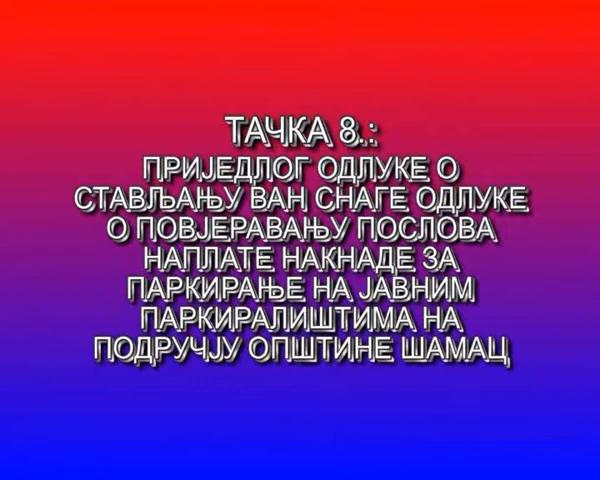 ТАЧКА 8.:
ПРИЈЕДЛОГ ОДЛУКЕ О
СТАВЉАЊУ ВАН СНАГЕ ОДЛУКЕ
О ПОВЈЕРАВАЊУ ПОСЛОВА
НАПЛАТЕ НАКНАДЕ ЗА
ПАРКИРАЊЕ НА ЈАВНИМ
ПАРКИРАЛИШТИМА НА
ПОДРУЧЈУ ОПШТИНЕ ШАМАЦ